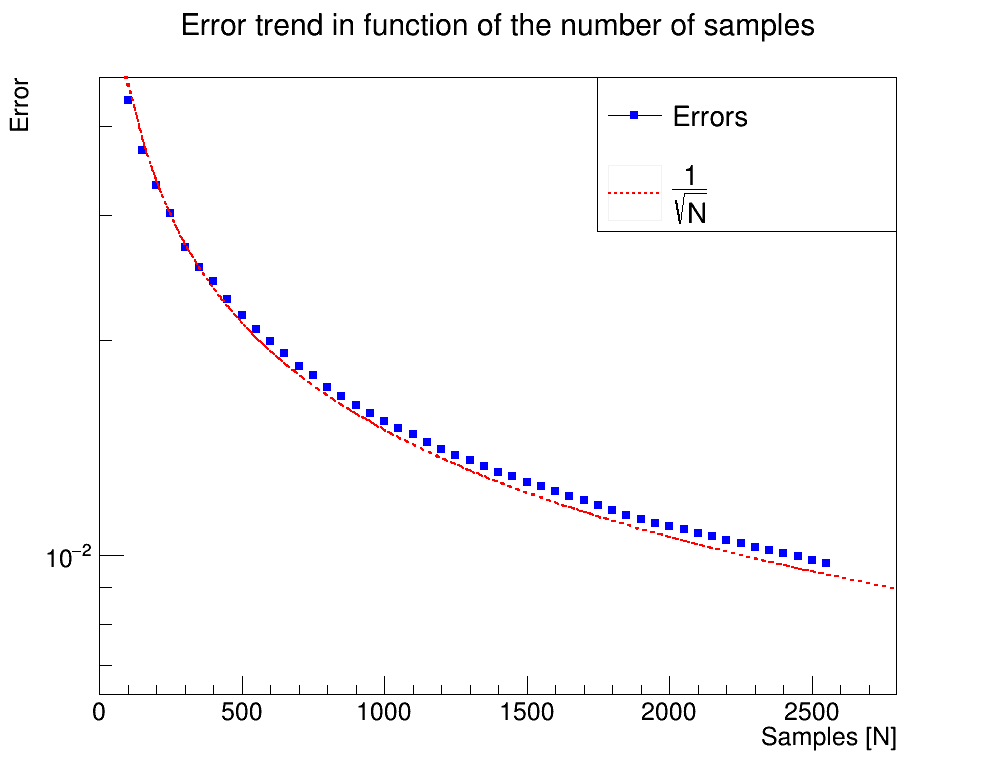 Error trend in function of the number of samples
Error
Errors
1
√N
10⁻²
0 500 1000 1500 2000 2500
Samples [N]